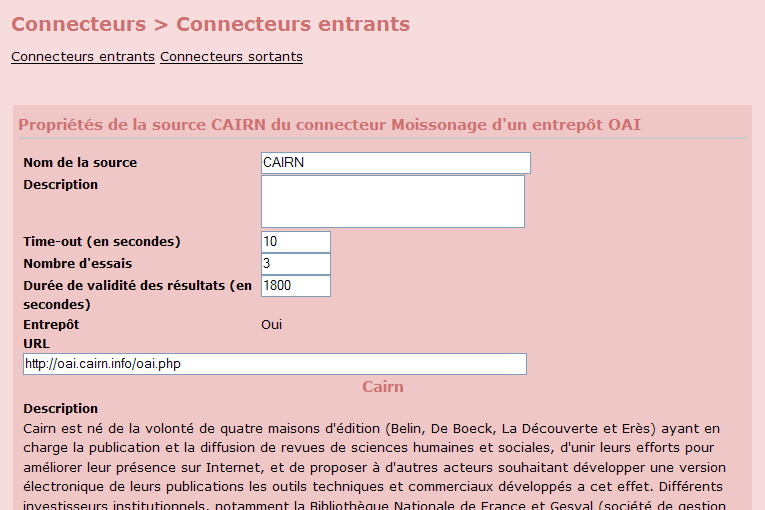 Connecteurs > Connecteurs entrants
Connecteurs entrants Connecteurs sortants
Propriétés de la source CAIRN du connecteur Moissonage d'un entrepôt OAI
Nom de la source CAIRN
Description
Time-out (en secondes) 10
Nombre d'essais 3
Durée de validité des résultats (en 1800
secondes)
Entrepôt Oui
URL
http://oai.cairn.info/oai.php
Cairn
Description
Cairn est né de la volonté de quatre maisons d'édition (Belin, De Boeck, La Découverte et Erès) ayant en
charge la publication et la diffusion de revues de sciences humaines et sociales, d'unir leurs efforts pour
améliorer leur présence sur Internet, et de proposer à d'autres acteurs souhaitant développer une version
électronique de leurs publications les outils techniques et commerciaux développés a cet effet. Différents
investisseurs institutionnels, notamment la Bibliothèque Nationale de France et Gesval (société de gestion